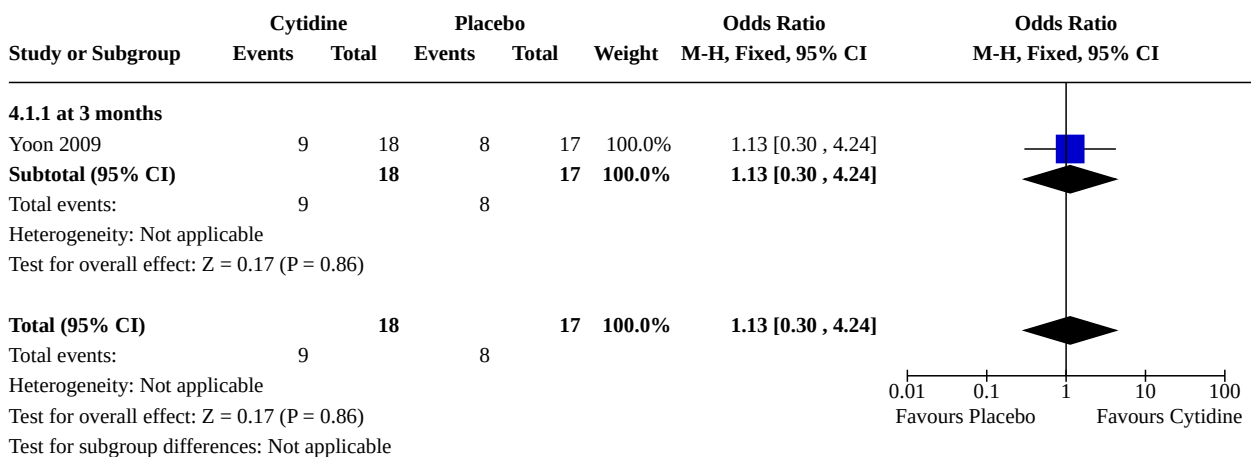 Cytidine Placebo Odds Ratio Odds Ratio
Study or Subgroup Events Total Events Total Weight M-H, Fixed, 95% CI M-H, Fixed, 95% CI
4.1.1 at 3 months
Yoon 2009 9 18 8 17 100.0% 1.13 [0.30 , 4.24]
Subtotal (95% CI) 18 17 100.0% 1.13 [0.30 , 4.24]
Total events: 9 8
Heterogeneity: Not applicable
Test for overall effect: Z = 0.17 (P = 0.86)
Total (95% CI) 18 17 100.0% 1.13 [0.30 , 4.24]
Total events: 9 8
Heterogeneity: Not applicable
0.01 0.1 1 10 100
Test for overall effect: Z = 0.17 (P = 0.86) Favours Placebo Favours Cytidine
Test for subgroup differences: Not applicable